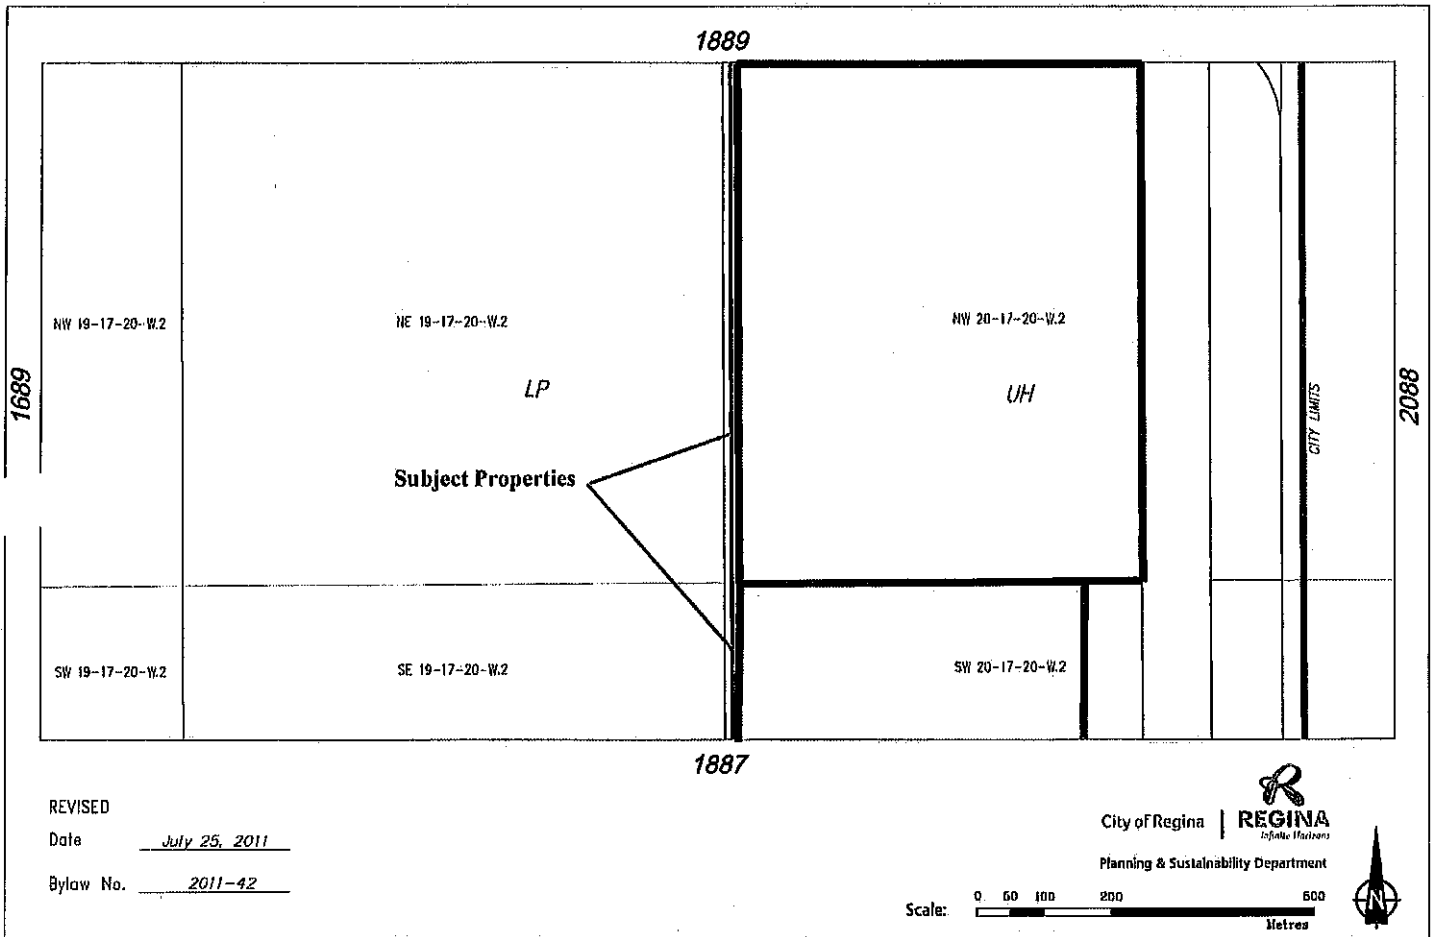 1889
NW 19-17-20-W.2
NE 19-17-20-W.2
NW 20-17-20-W.2
1689
LP
UH
CITY LIMITS
2088
Subject Properties
SW 19-17-20-W.2
SE 19-17-20-W.2
SW 20-17-20-W.2
1887
REVISED
Date July 25, 2011
Bylaw No. 2011-42
City of Regina | REGINA
Infinite Horizons
Planning & Sustainability Department
Scale: 0 50 100 200 600
Metres
N